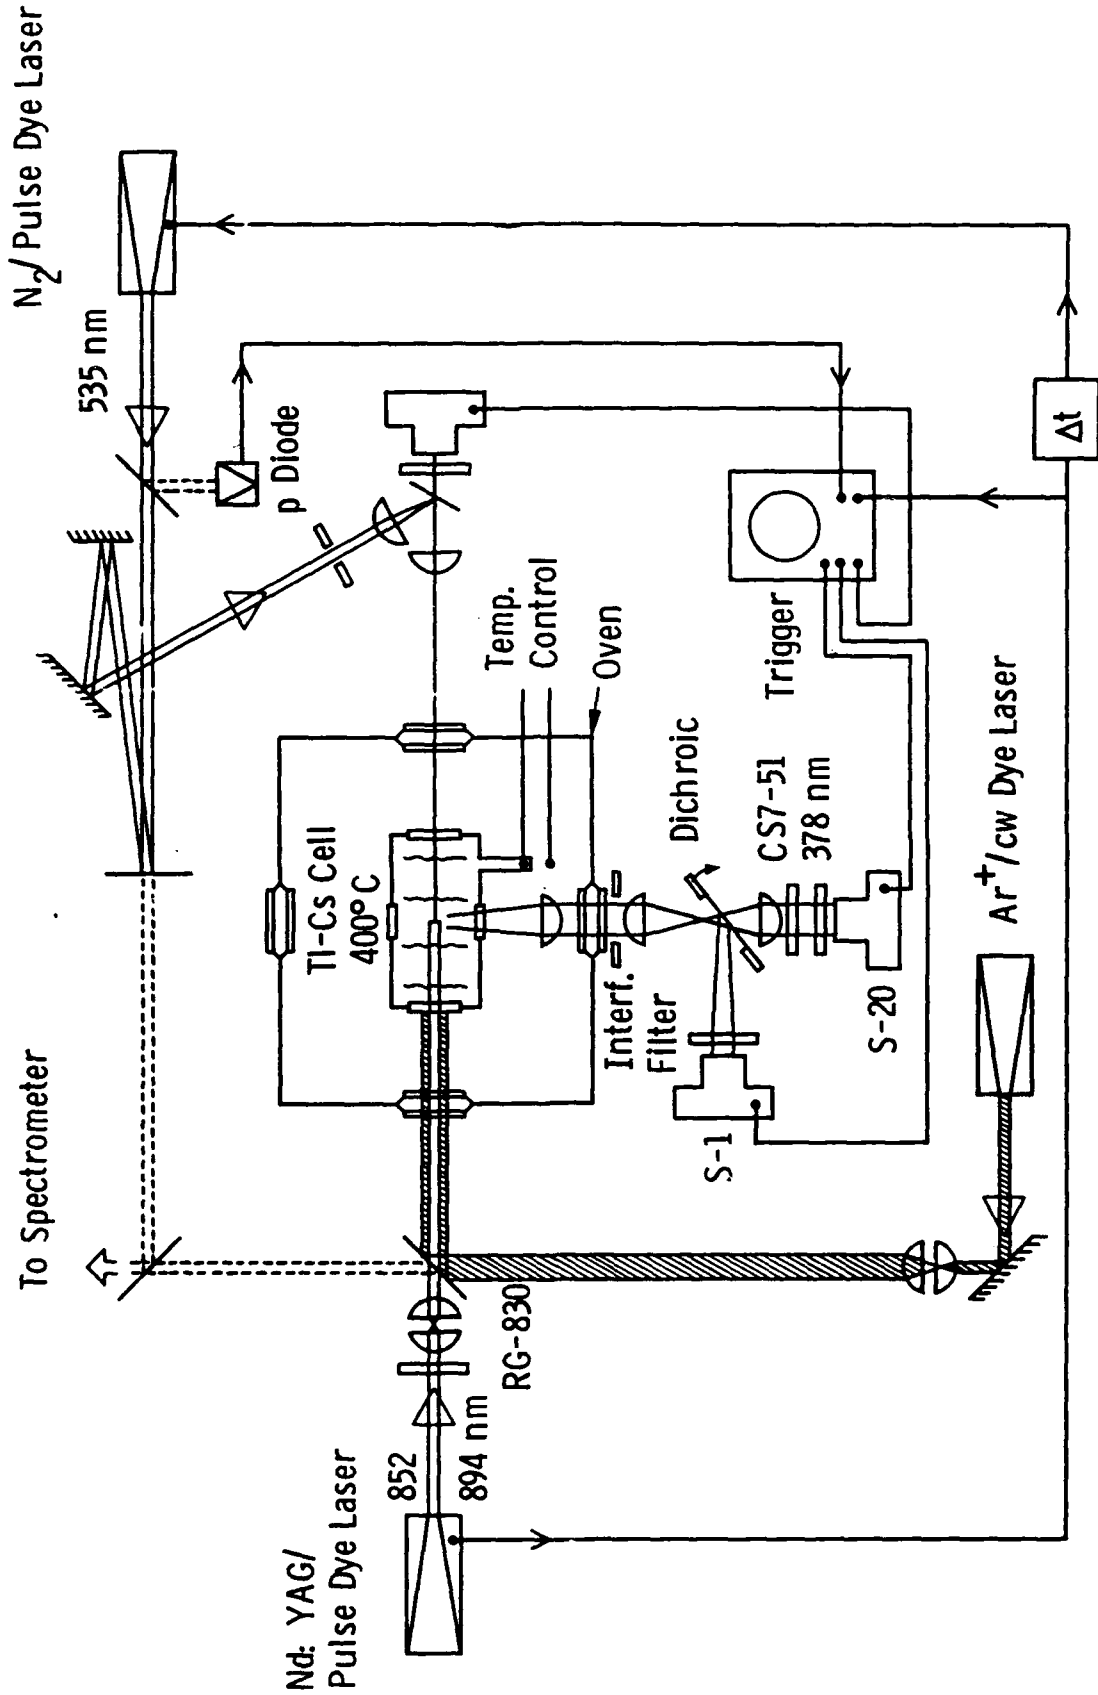 N2/ Pulse Dye Laser
535 nm
p Diode
To Spectrometer
Tl-Cs Cell
400°C
Temp.
Control
Oven
Trigger
Δt
Interf.
Filter
Dichroic
CS7-51
378 nm
S-1
S-20
Ar+/cw Dye Laser
RG-830
852
894 nm
Nd: YAG/
Pulse Dye Laser